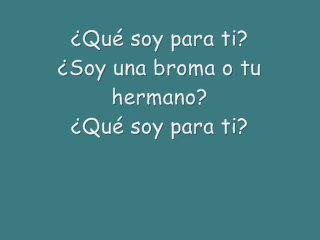 ¿Qué soy para ti?
¿Soy una broma o tu
hermano?
¿Qué soy para ti?